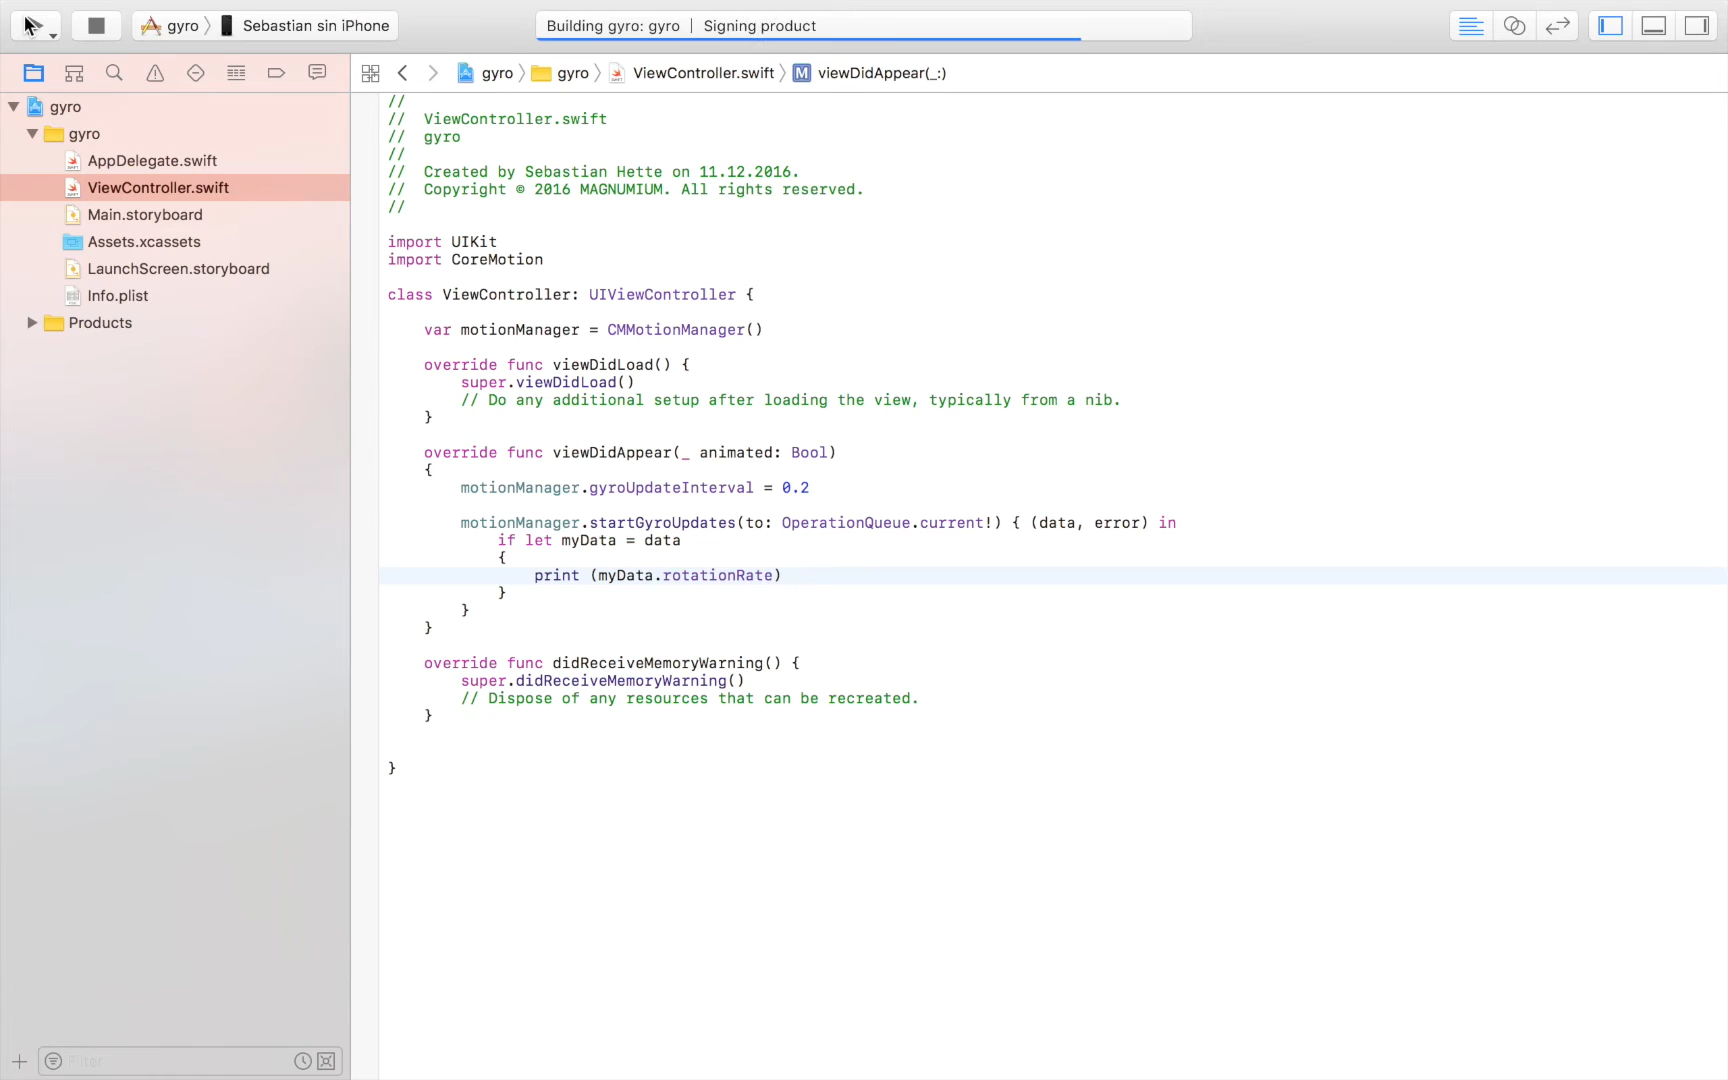 gyro 〉 Sebastian sin iPhone
Building gyro: gyro | Signing product
gyro 〉 gyro 〉 ViewController.swift 〉 M viewDidAppear(_:)
gyro
gyro
AppDelegate.swift
ViewController.swift
Main.storyboard
Assets.xcassets
LaunchScreen.storyboard
Info.plist
Products
Filter
//
//  ViewController.swift
//  gyro
//
//  Created by Sebastian Hette on 11.12.2016.
//  Copyright © 2016 MAGNUMIUM. All rights reserved.
//
import UIKit
import CoreMotion
class ViewController: UIViewController {
var motionManager = CMMotionManager()
override func viewDidLoad() {
super.viewDidLoad()
// Do any additional setup after loading the view, typically from a nib.
}
override func viewDidAppear(_ animated: Bool)
{
motionManager.gyroUpdateInterval = 0.2
motionManager.startGyroUpdates(to: OperationQueue.current!) { (data, error) in
if let myData = data
{
print (myData.rotationRate)
}
}
}
override func didReceiveMemoryWarning() {
super.didReceiveMemoryWarning()
// Dispose of any resources that can be recreated.
}
}